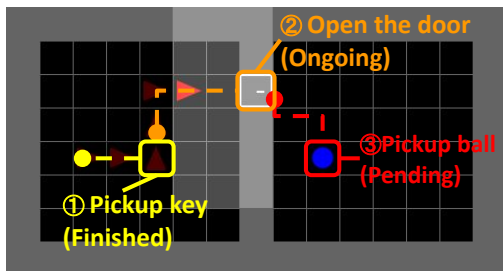 ② Open the door
(Ongoing)
③Pickup ball
(Pending)
① Pickup key
(Finished)